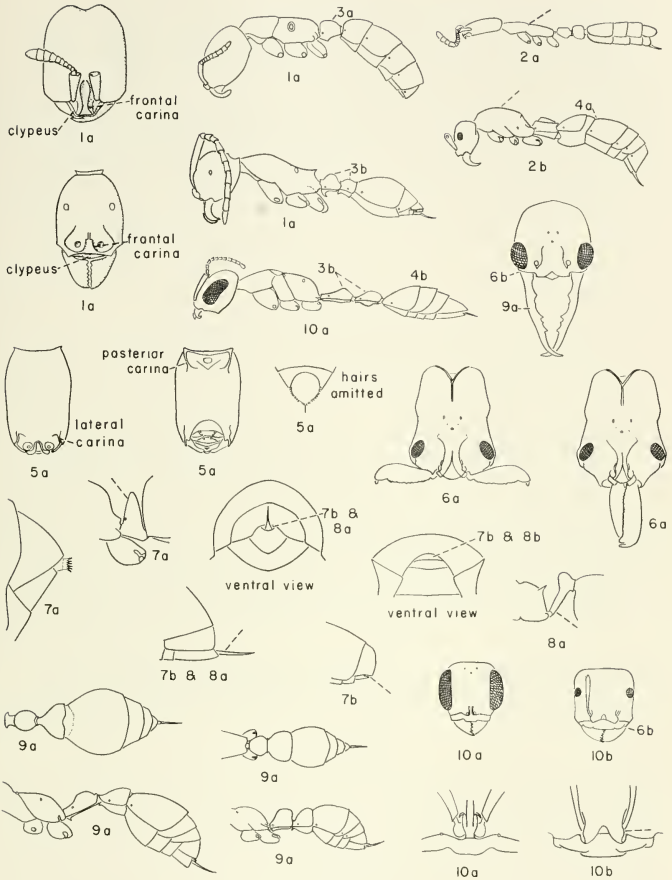 frontal
carina
clypeus
1a
3a
1a
2a
4a
2b
frontal
carina
clypeus
1a
3b
1a
3b
4b
10a
6b
9a
posterior
carina
lateral
carina
5a
5a
hairs
omitted
5a
6a
6a
7a
7a
7b &
8a
ventral view
7b & 8b
ventral view
8a
7b & 8a
7b
9a
9a
10a
6b
10b
9a
9a
10a
10b